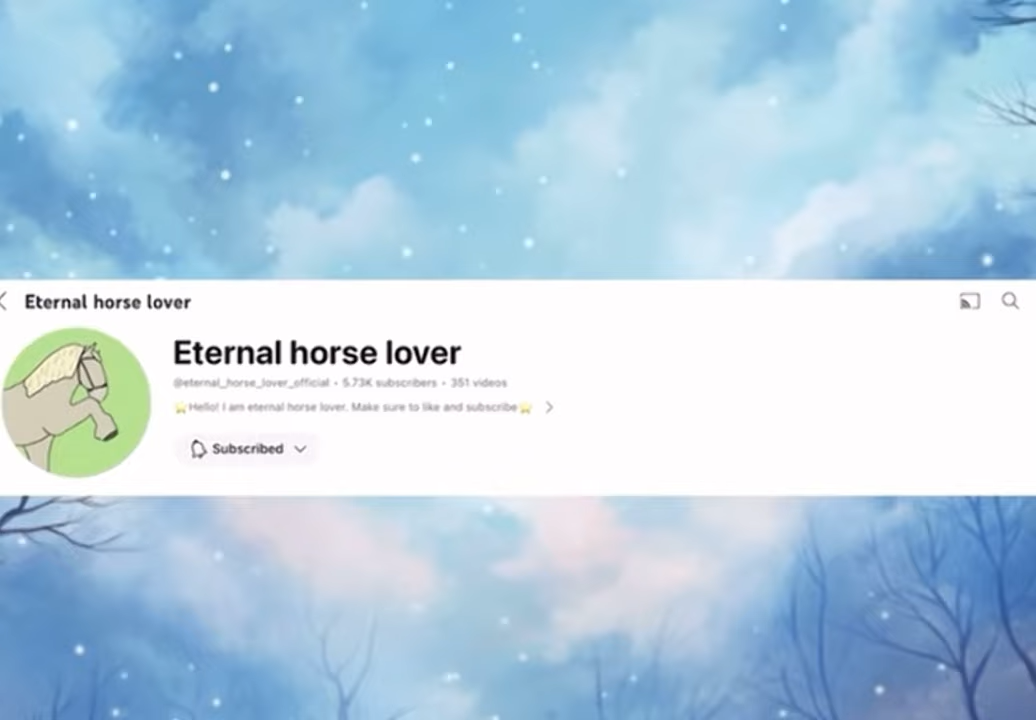 Eternal horse lover
Eternal horse lover
@eternal_horse_lover_official • 5.73K subscribers • 351 videos
⭐Hello! I am eternal horse lover. Make sure to like and subscribe⭐
Subscribed